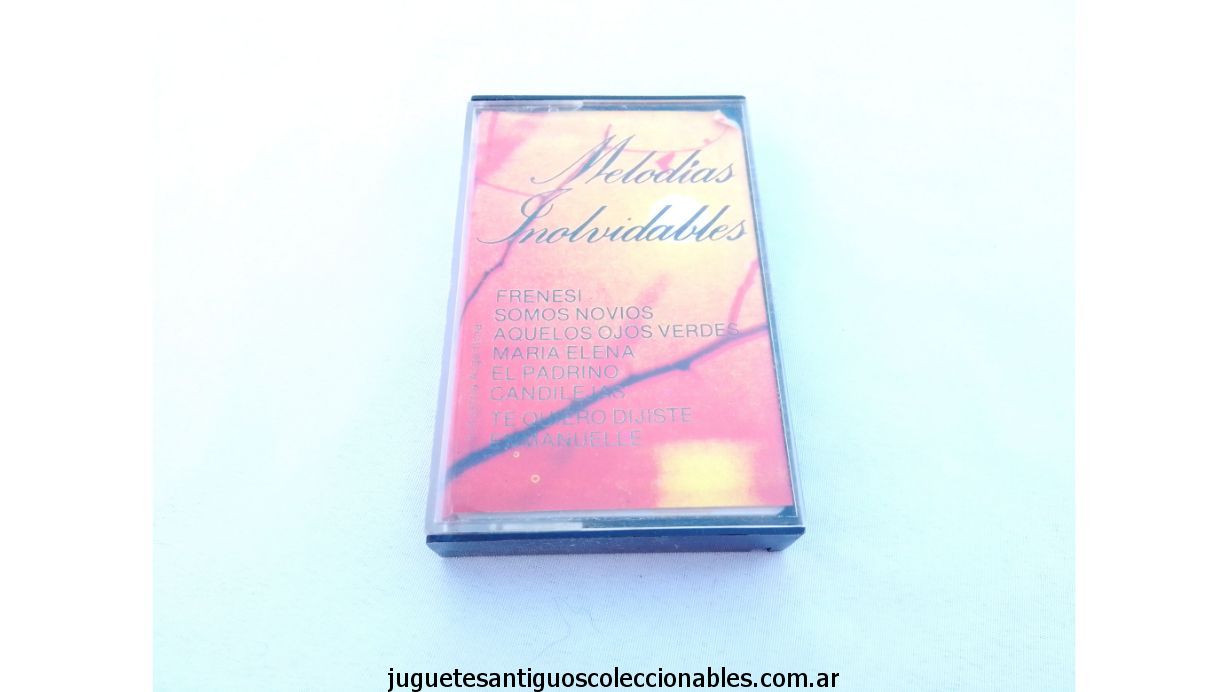 Melodias
Inolvidables
FRENESI
SOMOS NOVIOS
AQUELOS OJOS VERDES
MARIA ELENA
EL PADRINO
CANDILEJAS
TE QUIERO DIJISTE
EMMANUELLE
juguetesantiguoscoleccionables.com.ar